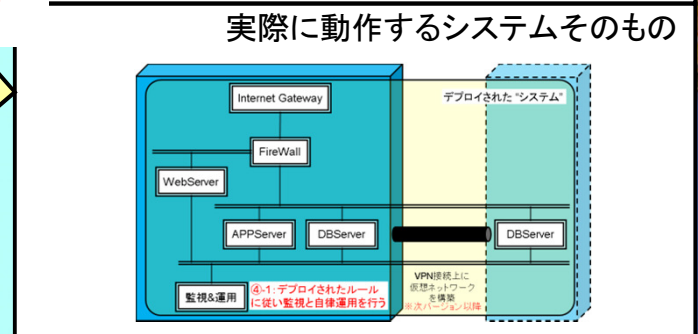 実際に動作するシステムそのもの
Internet Gateway
デプロイされた “システム”
FireWall
WebServer
APPServer
DBServer
DBServer
監視&運用
④-1:デプロイされたルール
に従い監視と自律運用を行う
VPN接続上に
仮想ネットワーク
を構築
※次バージョン以降